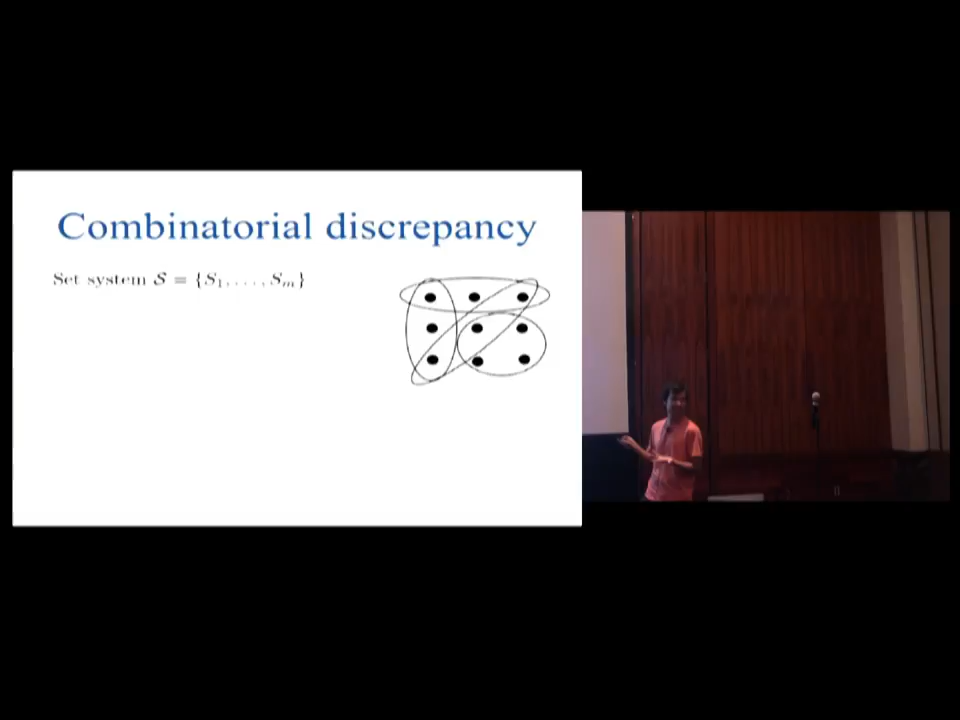 Combinatorial discrepancy
Set system 𝒮 = {S₁, . . . , Sₘ}